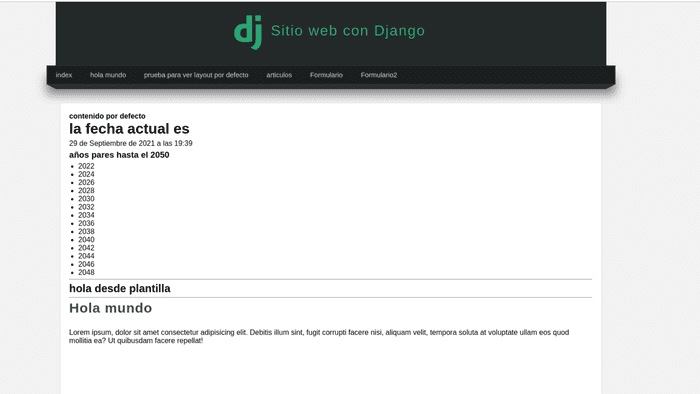 dj Sitio web con Django
index hola mundo prueba para ver layout por defecto articulos Formulario Formulario2
contenido por defecto
la fecha actual es
29 de Septiembre de 2021 a las 19:39
años pares hasta el 2050
2022
2024
2026
2028
2030
2032
2034
2036
2038
2040
2042
2044
2046
2048
hola desde plantilla
Hola mundo
Lorem ipsum, dolor sit amet consectetur adipisicing elit. Debitis illum sint, fugit corrupti facere nisi, aliquam velit, tempora soluta at voluptate ullam eos quod
mollitia ea? Ut quibusdam facere repellat!